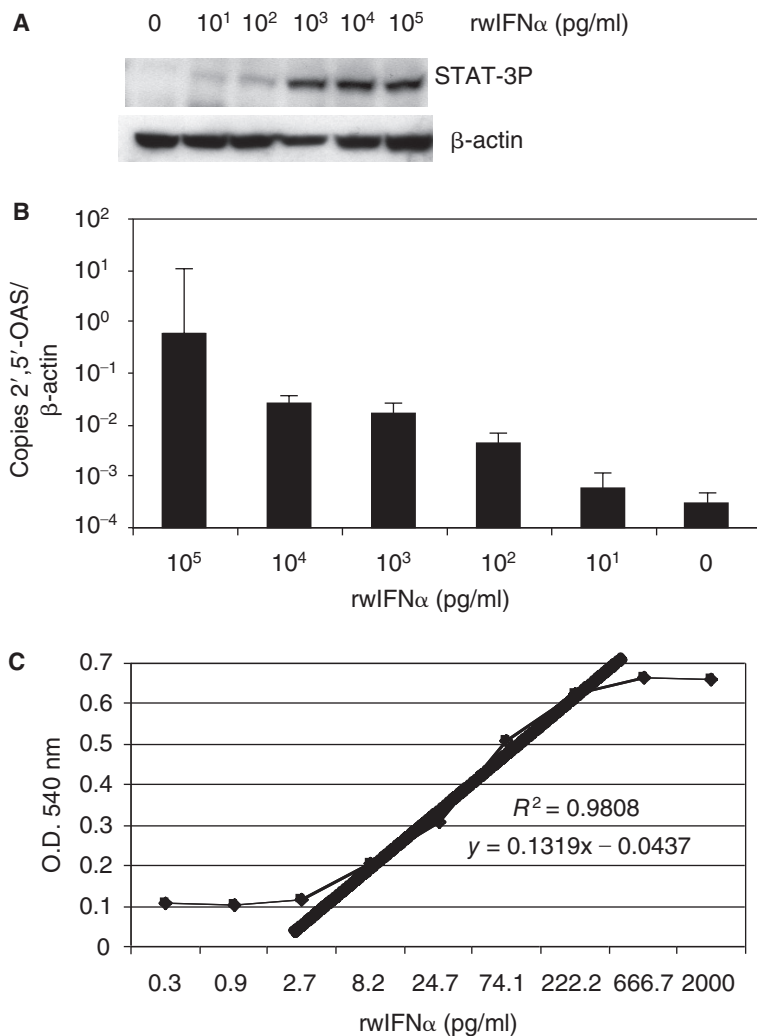 A
0 10¹ 10² 10³ 10⁴ 10⁵ rwIFNα (pg/ml)
STAT-3P
β-actin
B
10²
10¹
10⁰
10⁻¹
10⁻²
10⁻³
10⁻⁴
Copies 2′,5′-OAS/
β-actin
10⁵ 10⁴ 10³ 10² 10¹ 0
rwIFNα (pg/ml)
C
0.7
0.6
0.5
0.4
0.3
0.2
0.1
0
O.D. 540 nm
R² = 0.9808
y = 0.1319x − 0.0437
0.3 0.9 2.7 8.2 24.7 74.1 222.2 666.7 2000
rwIFNα (pg/ml)